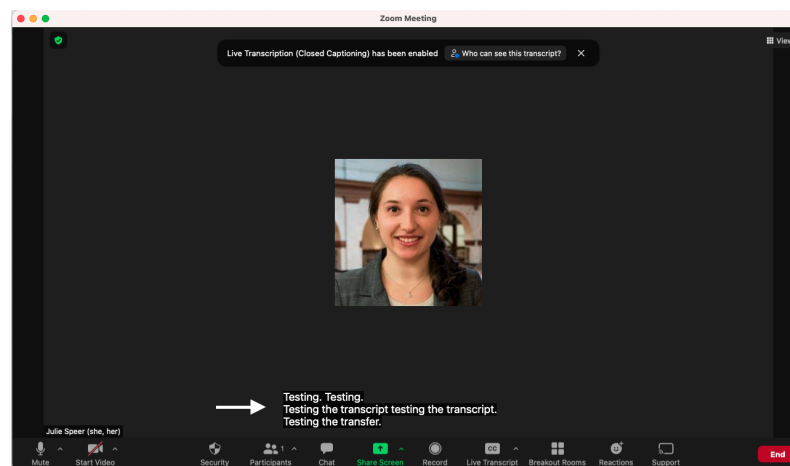 Zoom Meeting
Live Transcription (Closed Captioning) has been enabled
Who can see this transcript?
View
Testing. Testing.
Testing the transcript testing the transcript.
Testing the transfer.
Julie Speer (she, her)
1
CC
Mute
Start Video
Security
Participants
Chat
Share Screen
Record
Live Transcript
Breakout Rooms
Reactions
Support
End